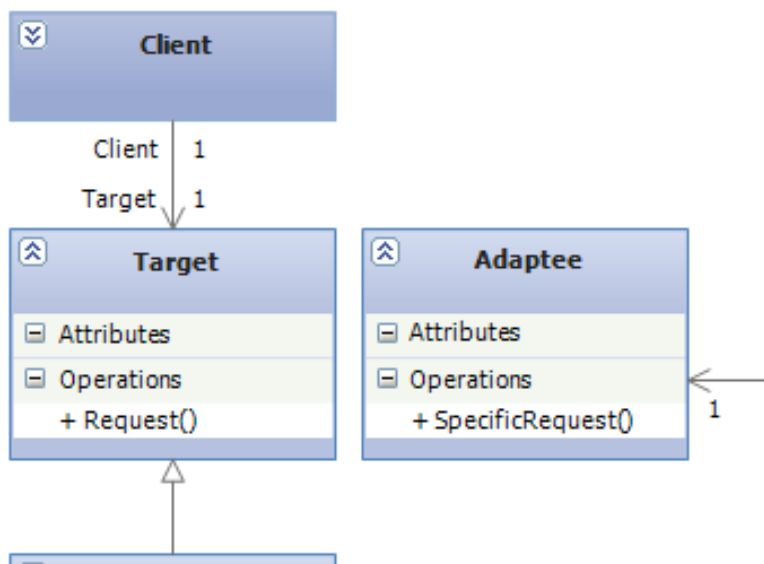 Client
Client 1
Target 1
Target
Attributes
Operations
+ Request()
Adaptee
Attributes
Operations
+ SpecificRequest()
1